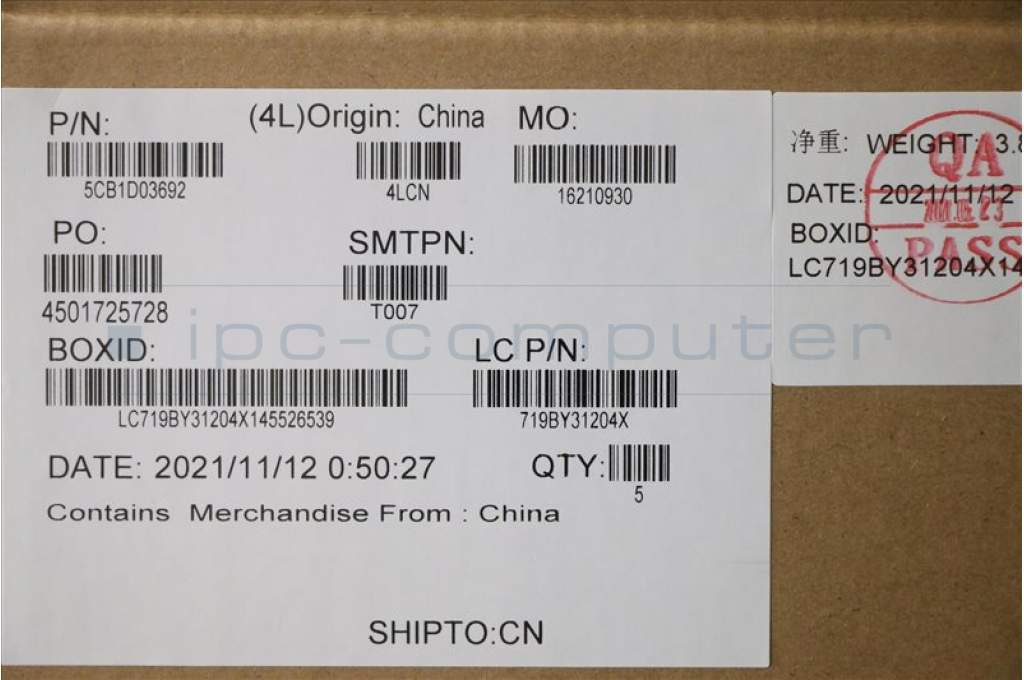 P/N: (4L)Origin: China MO:
5CB1D03692 4LCN 16210930
PO: SMTPN:
4501725728 T007
BOXID: LC P/N:
LC719BY31204X145526539 719BY31204X
DATE: 2021/11/12 0:50:27 QTY:
5
Contains Merchandise From : China
SHIPTO:CN
净重: WEIGHT: 3.8
DATE: 2021/11/12
BOXID:
LC719BY31204X14
QA
PASS
ipc-computer